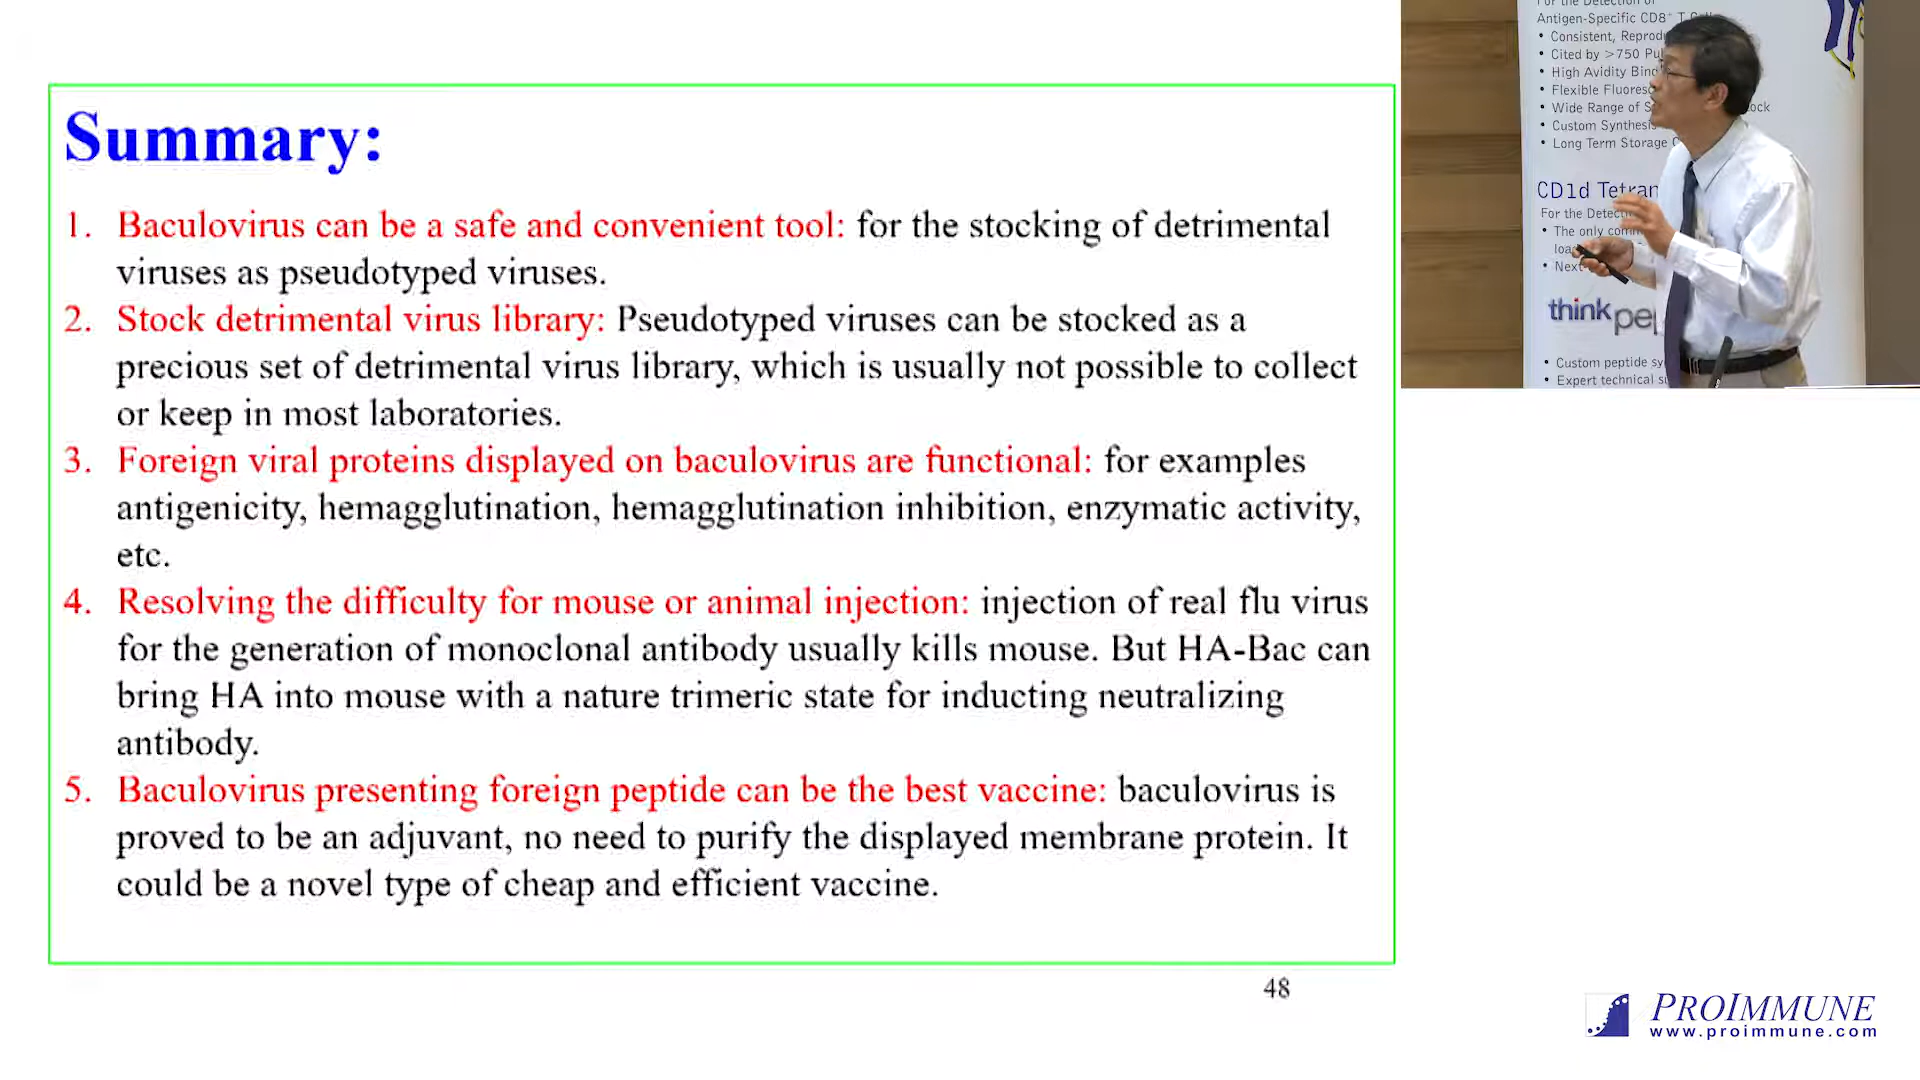 Summary:
1. Baculovirus can be a safe and convenient tool: for the stocking of detrimental
viruses as pseudotyped viruses.
2. Stock detrimental virus library: Pseudotyped viruses can be stocked as a
precious set of detrimental virus library, which is usually not possible to collect
or keep in most laboratories.
3. Foreign viral proteins displayed on baculovirus are functional: for examples
antigenicity, hemagglutination, hemagglutination inhibition, enzymatic activity,
etc.
4. Resolving the difficulty for mouse or animal injection: injection of real flu virus
for the generation of monoclonal antibody usually kills mouse. But HA-Bac can
bring HA into mouse with a nature trimeric state for inducting neutralizing
antibody.
5. Baculovirus presenting foreign peptide can be the best vaccine: baculovirus is
proved to be an adjuvant, no need to purify the displayed membrane protein. It
could be a novel type of cheap and efficient vaccine.
48
For the Detection of
Antigen-Specific CD8+ T
• Consistent,
• Cited by >750
• High Avidity
• Flexible
• Wide Range of
• Custom Synthesis
• Long Term Storage
CD1d
For the
• The only
• Next
think
• Custom peptide
• Expert technical
PROIMMUNE
www.proimmune.com